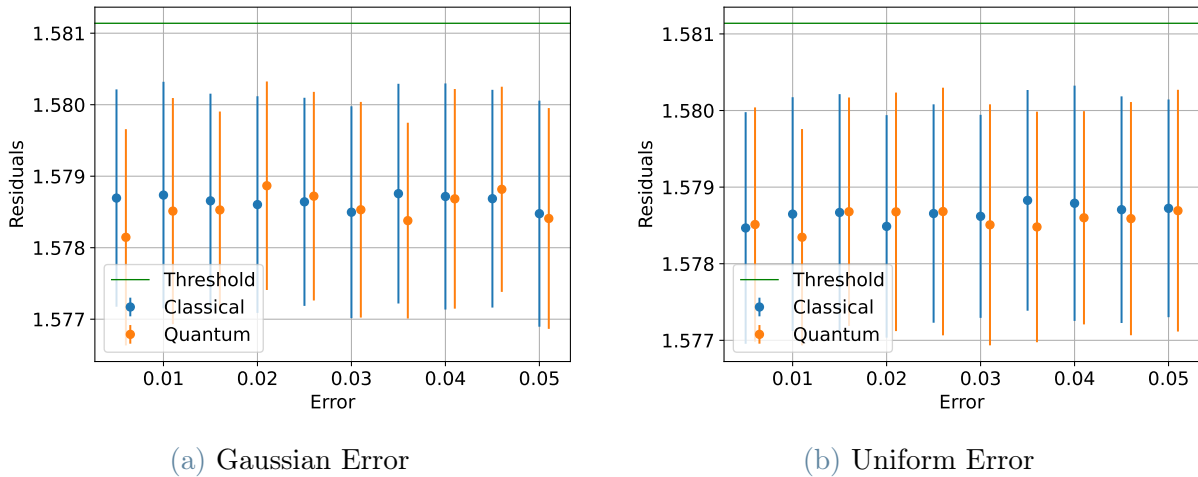 1.581
1.580
1.579
1.578
1.577
Residuals
Threshold
Classical
Quantum
0.01 0.02 0.03 0.04 0.05
Error
(a) Gaussian Error
1.581
1.580
1.579
1.578
1.577
Residuals
Threshold
Classical
Quantum
0.01 0.02 0.03 0.04 0.05
Error
(b) Uniform Error